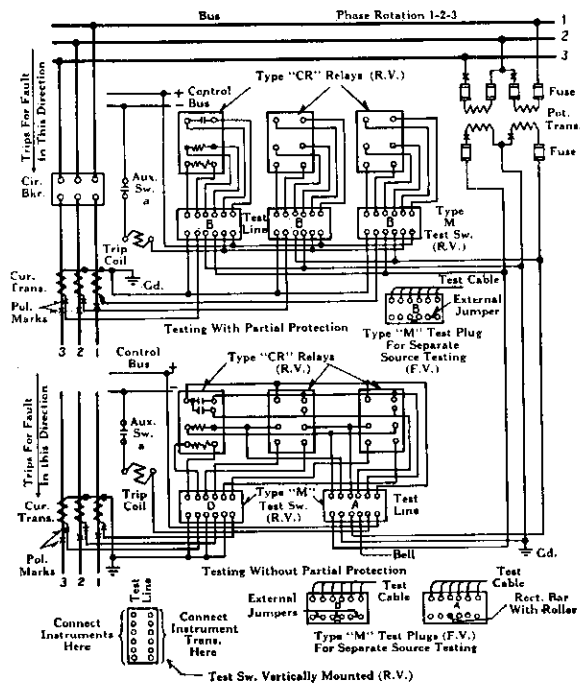 Bus
Phase Rotation 1-2-3
1
2
3
+ Control
– Bus
Type "CR" Relays (R.V.)
Fuse
Pot.
Trans.
Fuse
Trips For Fault
In This Direction
Cir.
Bkr.
Aux.
Sw.
a
Trip
Coil
B
B
B
Test
Line
Type
M
Test Sw.
(R.V.)
Cur.
Trans.
Gd.
Pol.
Marks
3 2 1
Testing With Partial Protection
Test Cable
B
External
Jumper
Type "M" Test Plug
For Separate
Source Testing
(F.V.)
Control
Bus
+
–
Type "CR" Relays
(R.V.)
Trips For Fault
In this Direction
Aux.
Sw.
a
Trip
Coil
Cur.
Trans.
Pol.
Marks
3 2 1
D
Type "M"
Test Sw.
(R.V.)
A
Test
Line
Bell
Gd.
Testing Without Partial Protection
Test
Line
Connect
Instruments
Here
Connect
Instrument
Trans.
Here
Test Sw. Vertically Mounted (R.V.)
External
Jumpers
Test
Cable
Test
Cable
A
Rect. Bar
With Roller
Type "M" Test Plugs (F.V.)
For Separate Source Testing